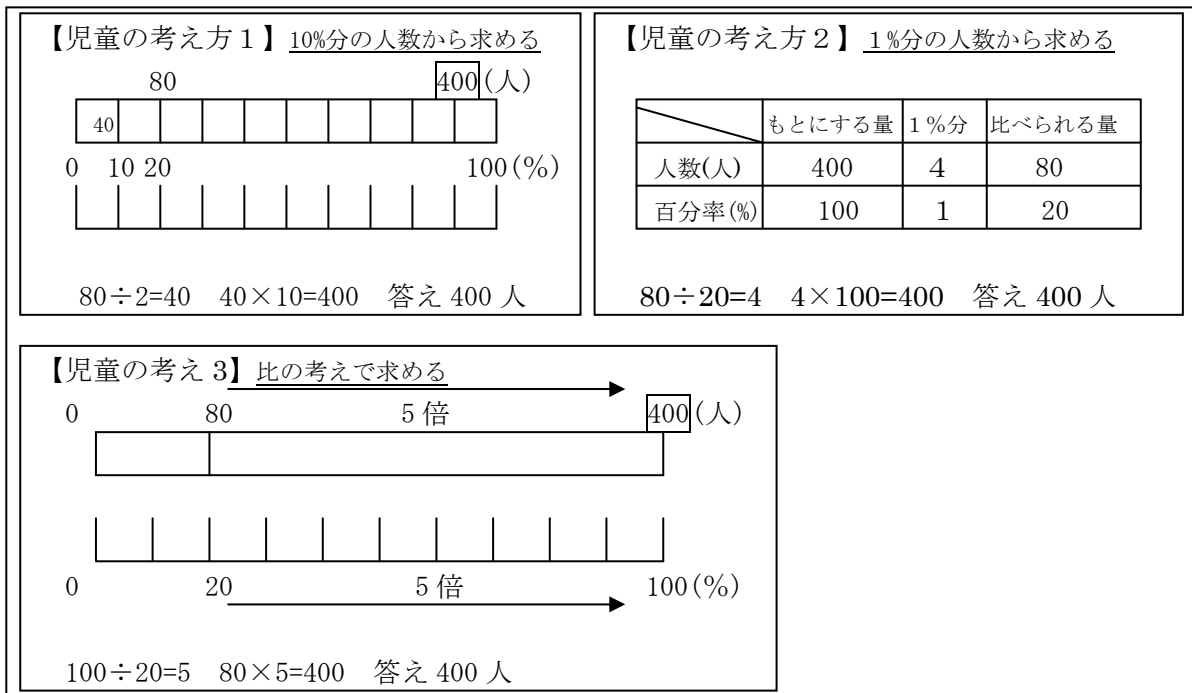 【児童の考え方１】 10%分の人数から求める
80 400(人)
40
0 10 20 100(%)
80÷2=40 40×10=400 答え 400 人
【児童の考え方２】 １%分の人数から求める
もとにする量 １%分 比べられる量
人数(人) 400 4 80
百分率(%) 100 1 20
80÷20=4 4×100=400 答え 400 人
【児童の考え 3】 比の考えで求める
0 80 5 倍 400(人)
0 20 5 倍 100(%)
100÷20=5 80×5=400 答え 400 人